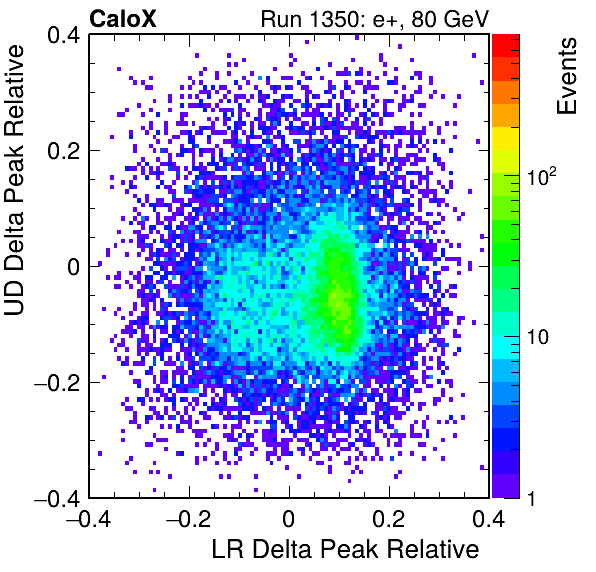 CaloX Run 1350: e+, 80 GeV
UD Delta Peak Relative
0.4
0.2
0
−0.2
−0.4
−0.4 −0.2 0 0.2 0.4
LR Delta Peak Relative
Events
10²
10
1